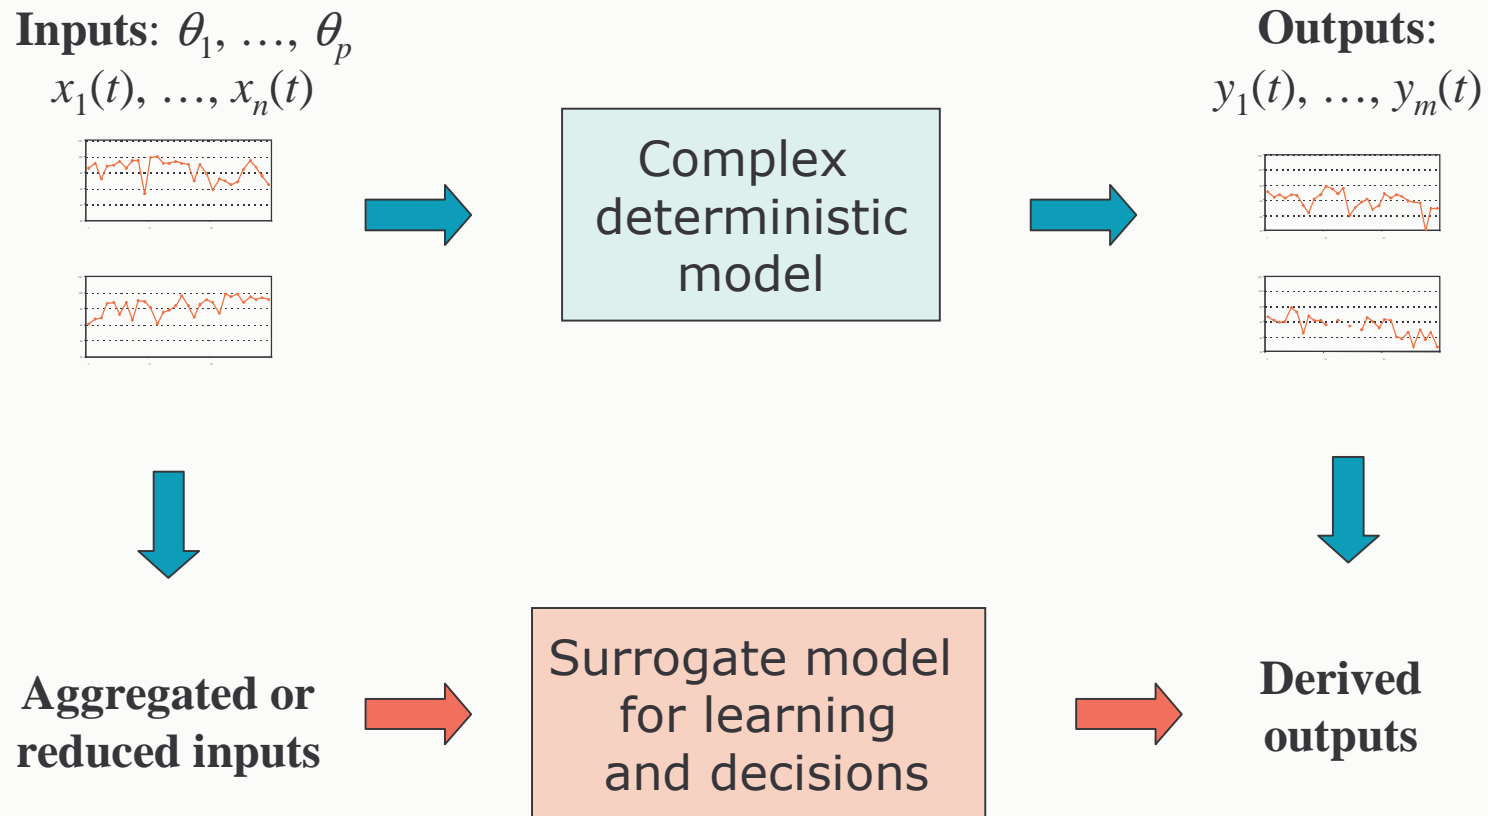 Inputs: θ₁, …, θₚ
x₁(t), …, xₙ(t)
Outputs:
y₁(t), …, yₘ(t)
Complex
deterministic
model
Aggregated or
reduced inputs
Surrogate model
for learning
and decisions
Derived
outputs